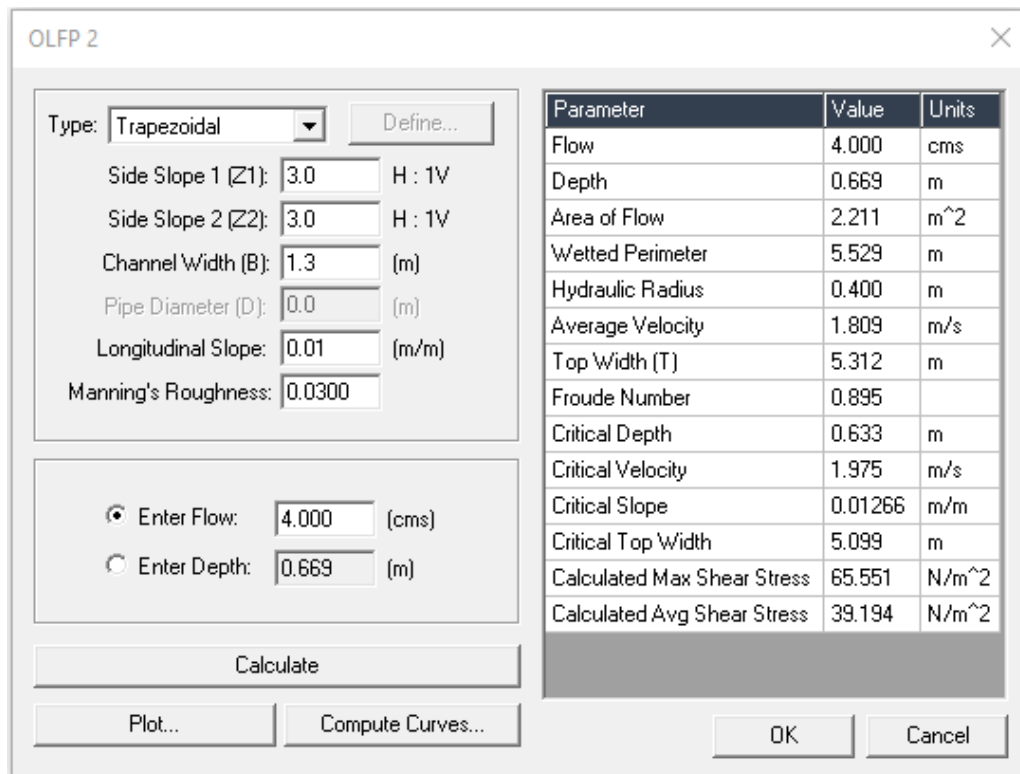 OLFP 2
Type: Trapezoidal Define...
Side Slope 1 (Z1): 3.0 H : 1V
Side Slope 2 (Z2): 3.0 H : 1V
Channel Width (B): 1.3 (m)
Pipe Diameter (D): 0.0 (m)
Longitudinal Slope: 0.01 (m/m)
Manning's Roughness: 0.0300
Enter Flow: 4.000 (cms)
Enter Depth: 0.669 (m)
Calculate
Plot... Compute Curves...
Parameter Value Units
Flow 4.000 cms
Depth 0.669 m
Area of Flow 2.211 m^2
Wetted Perimeter 5.529 m
Hydraulic Radius 0.400 m
Average Velocity 1.809 m/s
Top Width (T) 5.312 m
Froude Number 0.895
Critical Depth 0.633 m
Critical Velocity 1.975 m/s
Critical Slope 0.01266 m/m
Critical Top Width 5.099 m
Calculated Max Shear Stress 65.551 N/m^2
Calculated Avg Shear Stress 39.194 N/m^2
OK Cancel